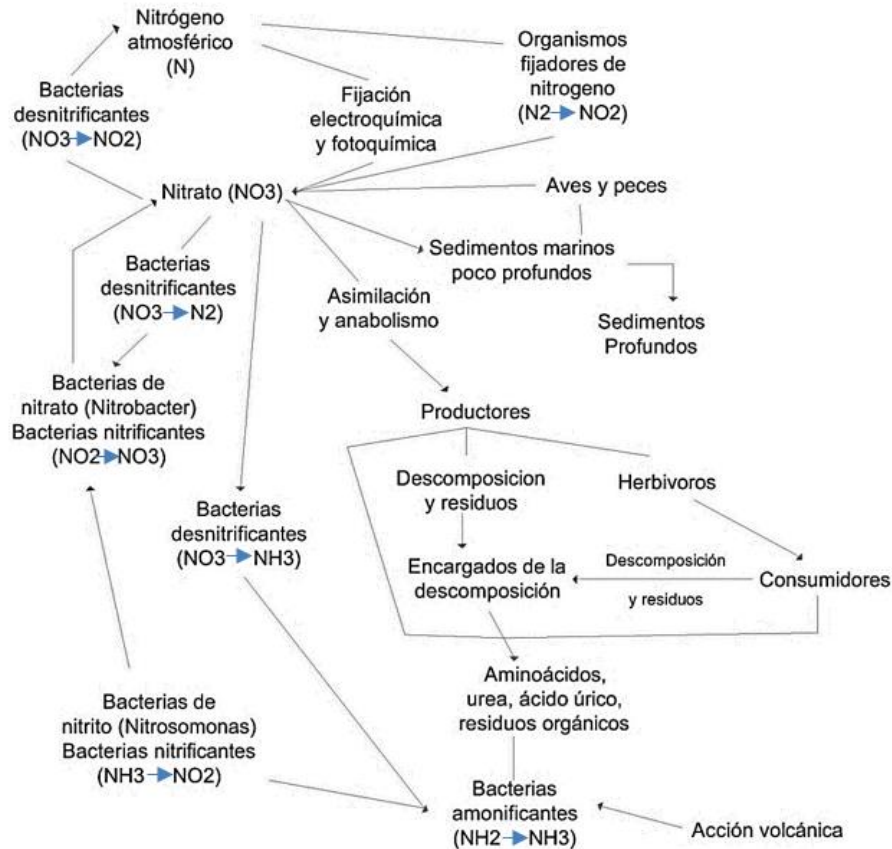 Nitrógeno
atmosférico
(N)
Organismos
fijadores de
nitrogeno
(N2 NO2)
Bacterias
desnitrificantes
(NO3 NO2)
Fijación
electroquímica
y fotoquímica
Nitrato (NO3)
Aves y peces
Bacterias
desnitrificantes
(NO3 N2)
Sedimentos marinos
poco profundos
Asimilación
y anabolismo
Sedimentos
Profundos
Bacterias de
nitrato (Nitrobacter)
Bacterias nitrificantes
(NO2 NO3)
Productores
Descomposicion
y residuos
Herbivoros
Bacterias
desnitrificantes
(NO3 NH3)
Encargados de la
descomposición
Descomposición
y residuos
Consumidores
Aminoácidos,
urea, ácido úrico,
residuos orgánicos
Bacterias de
nitrito (Nitrosomonas)
Bacterias nitrificantes
(NH3 NO2)
Bacterias
amonificantes
(NH2 NH3)
Acción volcánica